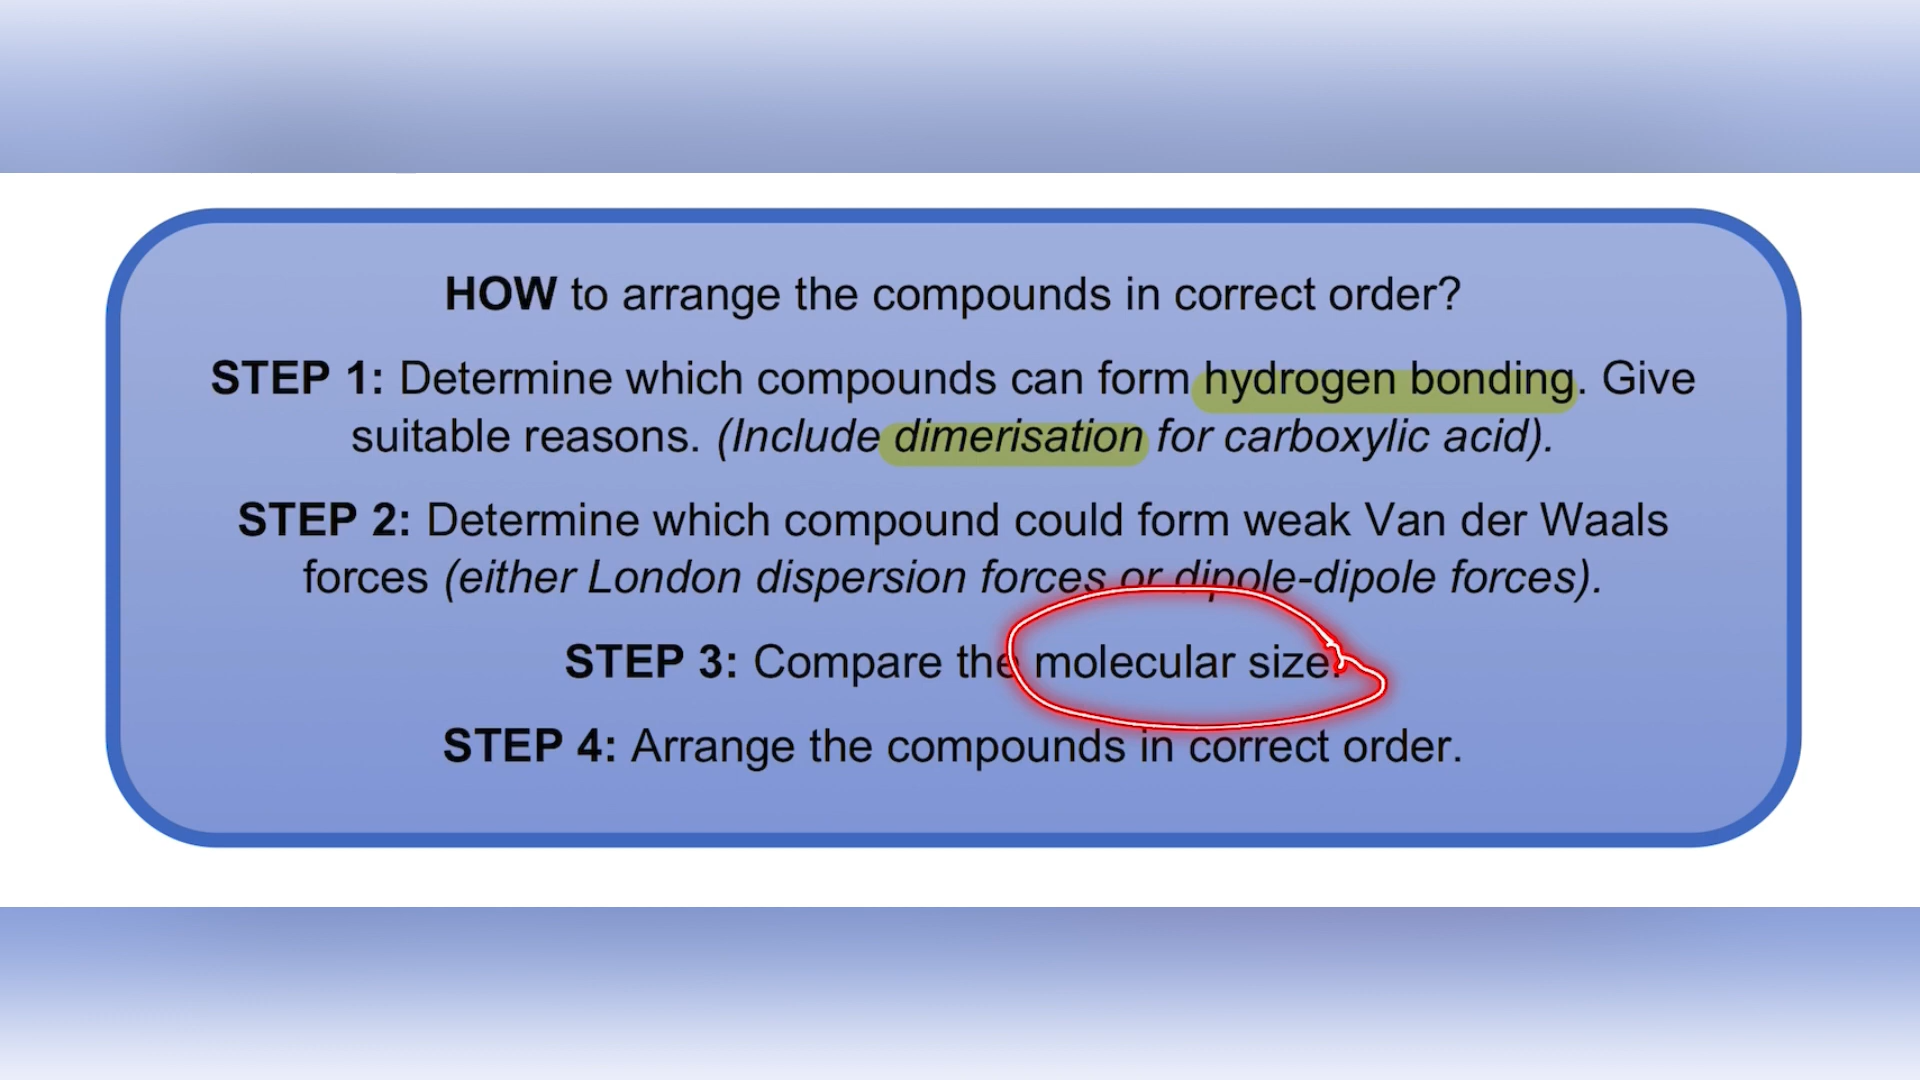 HOW to arrange the compounds in correct order?
STEP 1: Determine which compounds can form hydrogen bonding. Give
suitable reasons. (Include dimerisation for carboxylic acid).
STEP 2: Determine which compound could form weak Van der Waals
forces (either London dispersion forces or dipole-dipole forces).
STEP 3: Compare the molecular size.
STEP 4: Arrange the compounds in correct order.